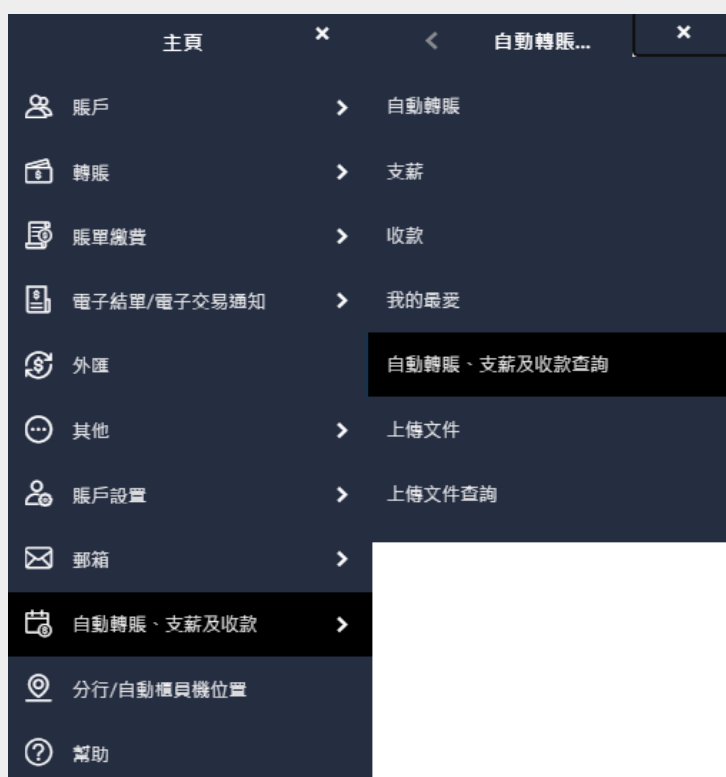 主頁
賬戶
轉賬
賬單繳費
電子結單/電子交易通知
外匯
其他
賬戶設置
郵箱
自動轉賬、支薪及收款
分行/自動櫃員機位置
幫助
自動轉賬...
自動轉賬
支薪
收款
我的最愛
自動轉賬、支薪及收款查詢
上傳文件
上傳文件查詢